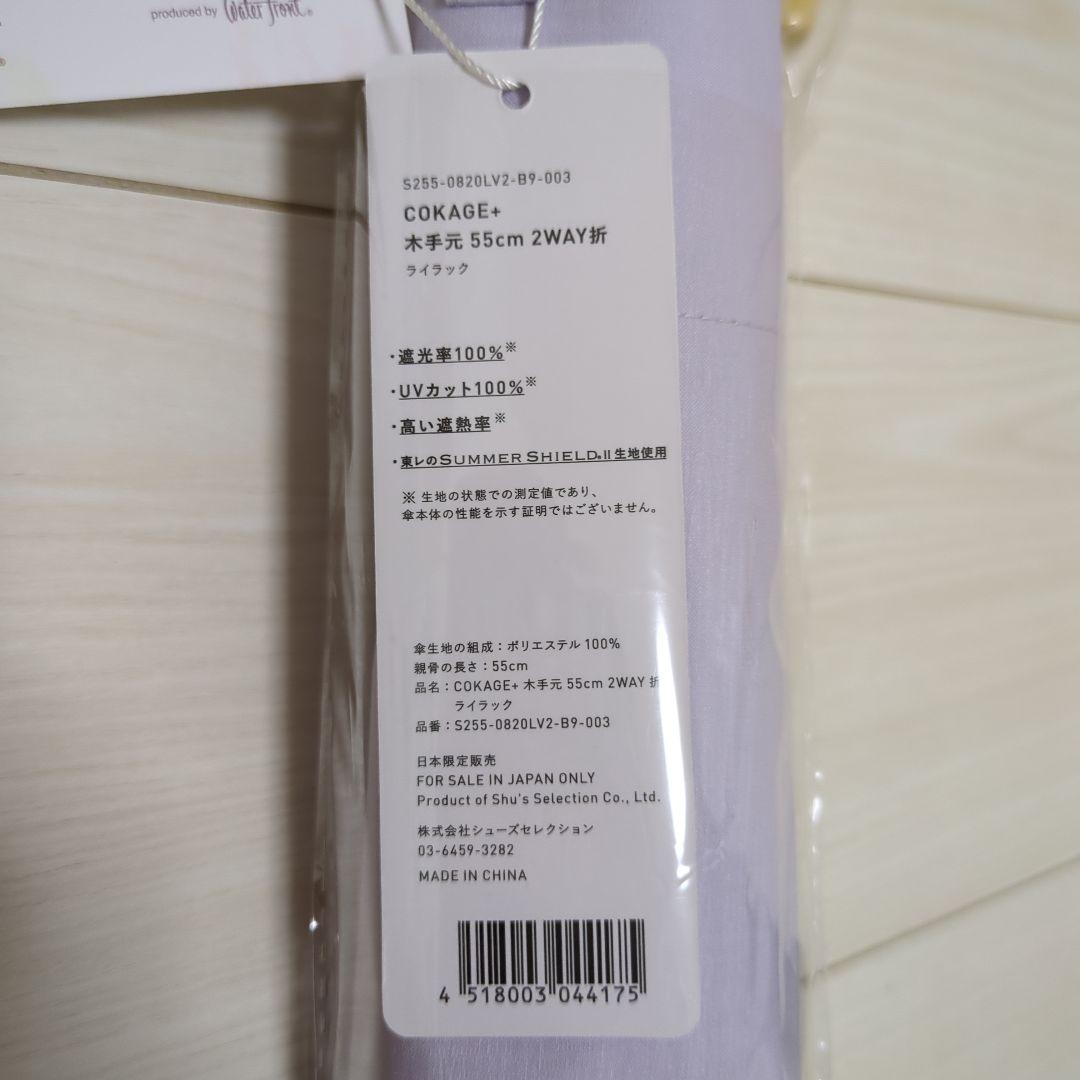 produced by Water front®
®
S255-0820LV2-B9-003
COKAGE+
木手元 55cm 2WAY折
ライラック
・遮光率100%※
・UVカット100%※
・高い遮熱率※
・東レのSUMMER SHIELD®II生地使用
※ 生地の状態での測定値であり、
傘本体の性能を示す証明ではございません。
傘生地の組成：ポリエステル 100%
親骨の長さ：55cm
品名：COKAGE+ 木手元 55cm 2WAY 折
ライラック
品番：S255-0820LV2-B9-003
日本限定販売
FOR SALE IN JAPAN ONLY
Product of Shu's Selection Co., Ltd.
株式会社シューズセレクション
03-6459-3282
MADE IN CHINA
4 518003 044175